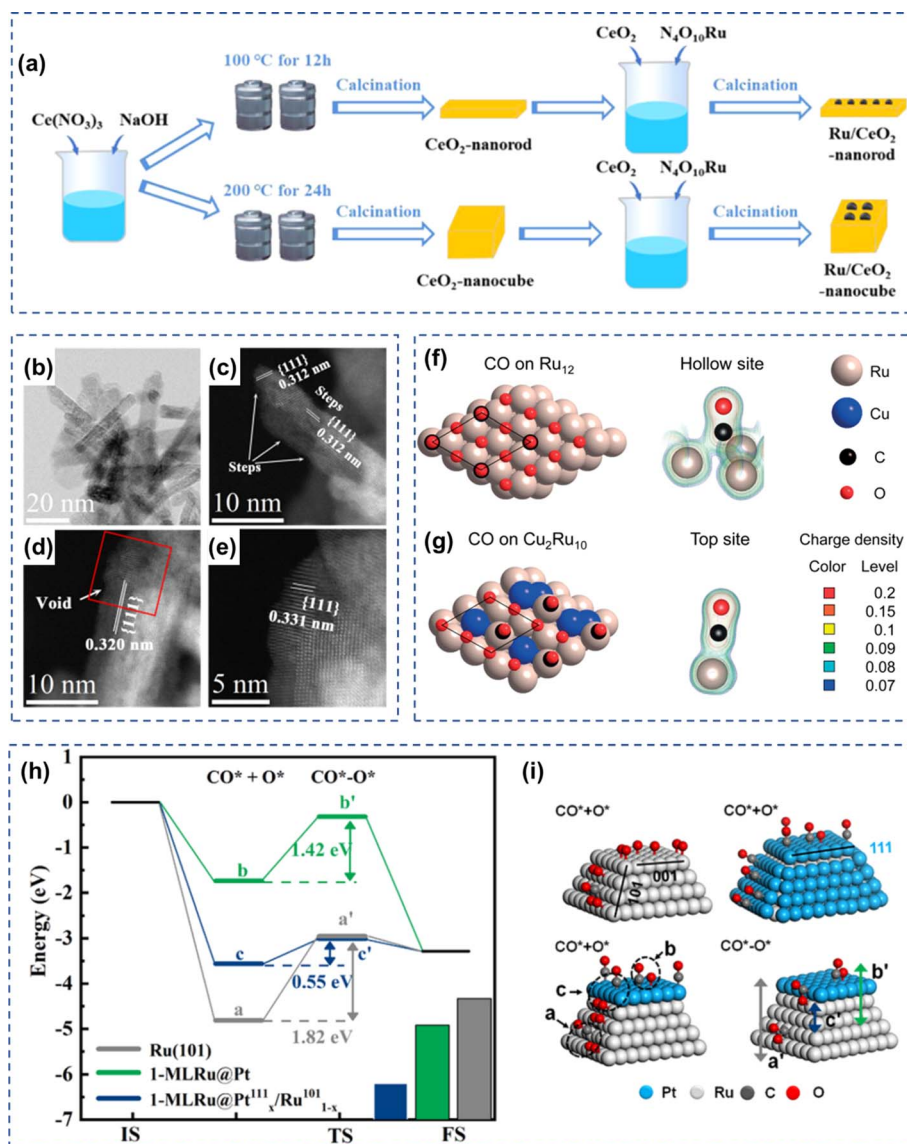 (a)
100 °C for 12h
Calcination
CeO₂ N₄O₁₀Ru
Calcination
Ce(NO₃)₃ NaOH
CeO₂-nanorod
Ru/CeO₂
-nanorod
200 °C for 24h
Calcination
CeO₂ N₄O₁₀Ru
Calcination
CeO₂-nanocube
Ru/CeO₂
-nanocube
(b)
20 nm
(c)
{111}
0.312 nm
Steps
{111}
0.312 nm
Steps
10 nm
(d)
Void
{111}
0.320 nm
10 nm
(e)
{111}
0.331 nm
5 nm
(f)
CO on Ru₁₂
Hollow site
Ru
Cu
C
O
(g)
CO on Cu₂Ru₁₀
Top site
Charge density
Color Level
0.2
0.15
0.1
0.09
0.08
0.07
(h)
CO* + O* CO*-O*
Energy (eV)
0
-1
-2
-3
-4
-5
-6
-7
b'
1.42 eV
b
a'
c
c'
0.55 eV
a
1.82 eV
Ru(101)
1-MLRu@Pt
1-MLRu@Pt¹¹¹ₓ/Ru¹⁰¹₁₋ₓ
IS TS FS
(i)
CO*+O*
001
101
CO*+O*
111
CO*+O*
b
c
a
CO*-O*
b'
c'
a'
Pt Ru C O